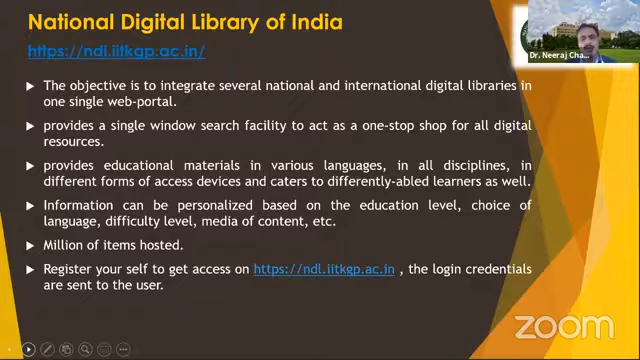 National Digital Library of India
https://ndl.iitkgp.ac.in/
Dr. Neeraj Cha...
The objective is to integrate several national and international digital libraries in
one single web-portal.
provides a single window search facility to act as a one-stop shop for all digital
resources.
provides educational materials in various languages, in all disciplines, in
different forms of access devices and caters to differently-abled learners as well.
Information can be personalized based on the education level, choice of
language, difficulty level, media of content, etc.
Million of items hosted.
Register your self to get access on https://ndl.iitkgp.ac.in , the login credentials
are sent to the user.
zoom